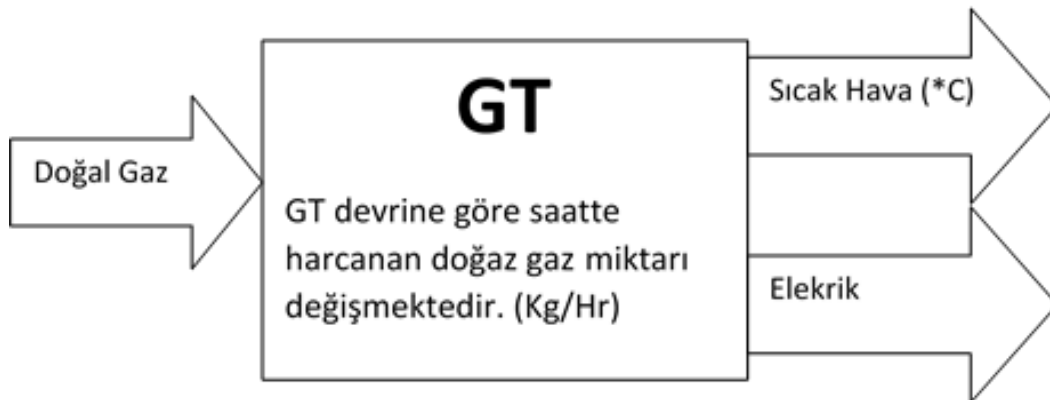 GT
Sıcak Hava (*C)
Doğal Gaz
GT devrine göre saatte
harcanan doğaz gaz miktarı
değişmektedir. (Kg/Hr)
Elekrik